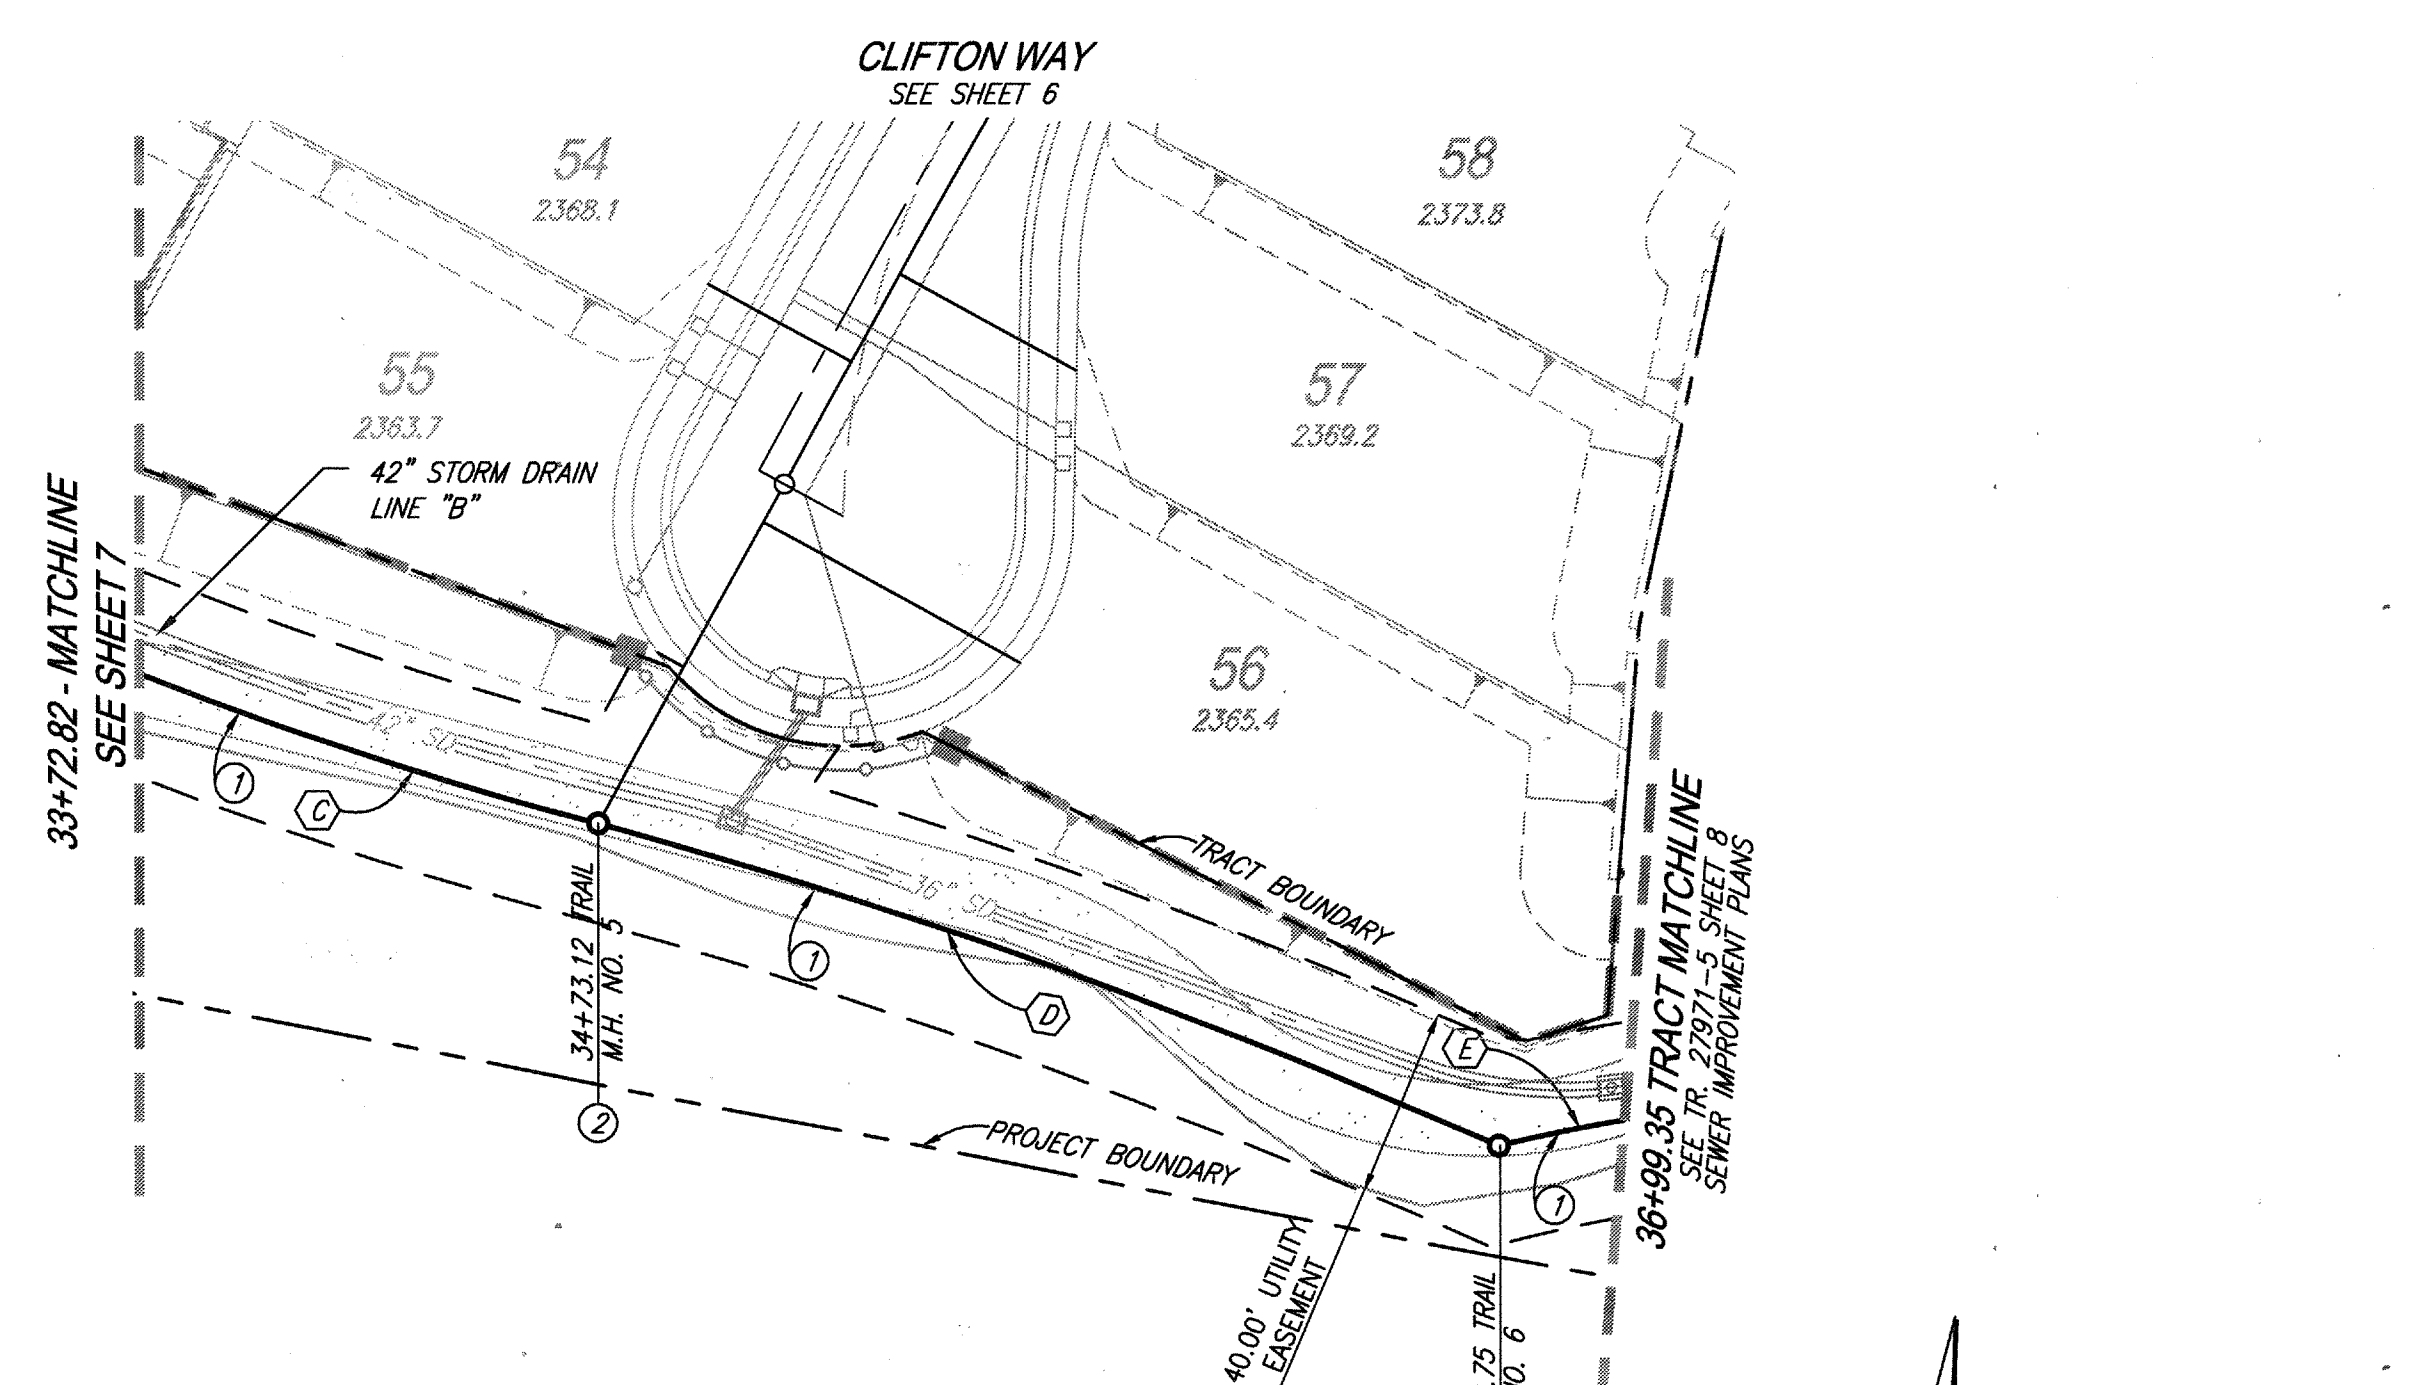 CLIFTON WAY
SEE SHEET 6
54
2368.1
58
2373.8
55
2363.7
57
2369.2
42" STORM DRAIN
LINE "B"
33+72.82 - MATCHLINE
SEE SHEET 7
56
2365.4
42" SD
1
C
36" SD
TRACT BOUNDARY
34+73.12 TRAIL
M.H. NO. 5
1
D
E
36+99.35 TRACT MATCHLINE
SEE TR. 27971-5 SHEET 8
SEWER IMPROVEMENT PLANS
2
PROJECT BOUNDARY
1
40.00' UTILITY
EASEMENT
.75 TRAIL
NO. 6